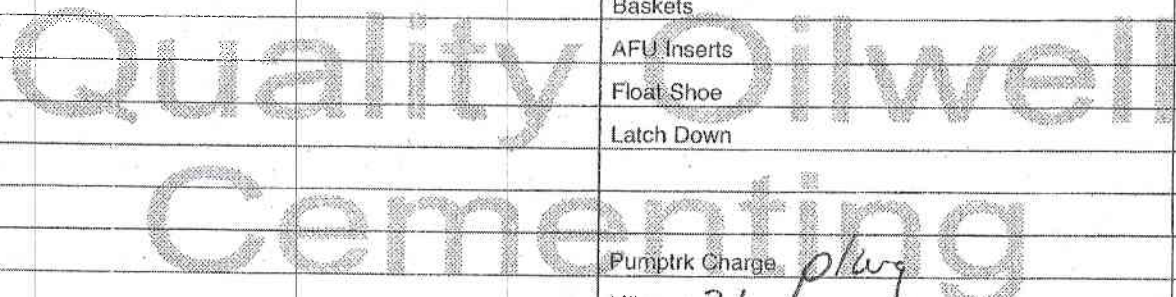 Baskets
Quality Oilwell
AFU Inserts
Float Shoe
Latch Down
Cementing
Pumptrk Charge plug